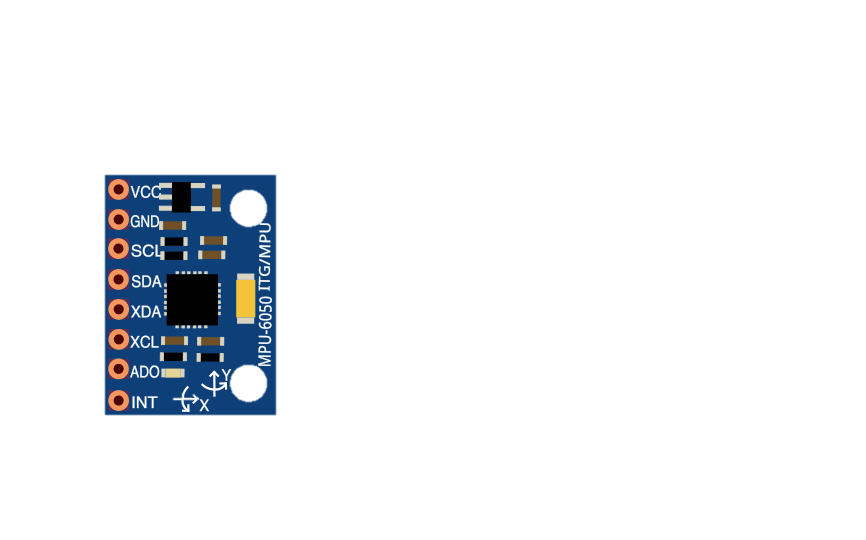 VCC
GND
SCL
SDA
XDA
XCL
ADO
INT
MPU-6050 ITG/MPU
Y
X